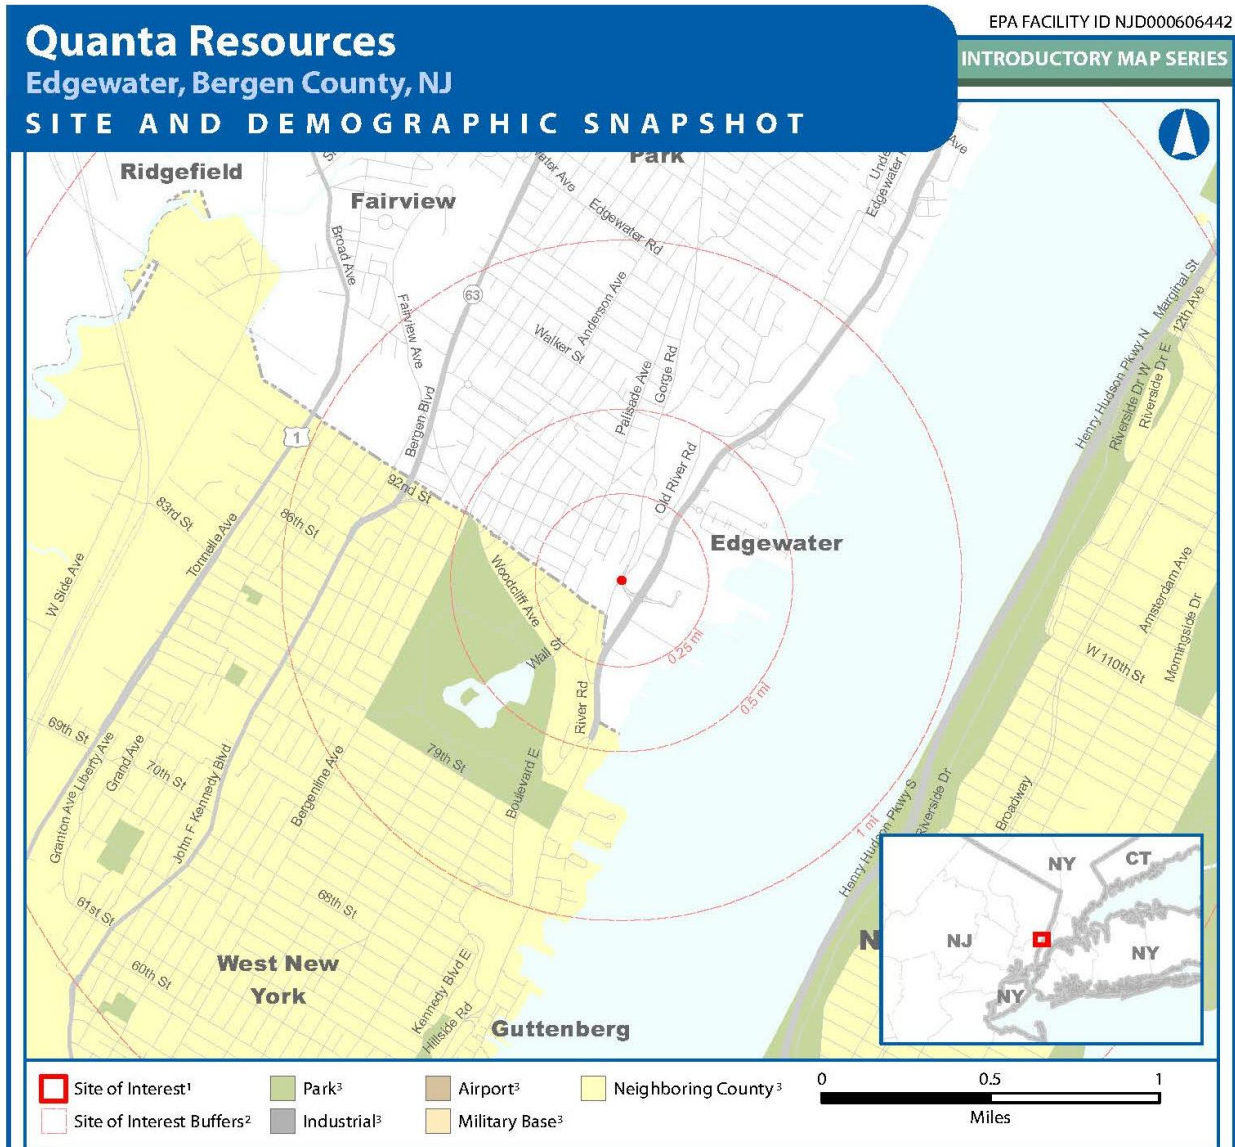 EPA FACILITY ID NJD000606442
Quanta Resources
Edgewater, Bergen County, NJ
SITE AND DEMOGRAPHIC SNAPSHOT
INTRODUCTORY MAP SERIES
Park
Ridgefield
Fairview
Edgewater Rd
Broad Ave
63
Fairview Ave
Anderson Ave
Walker St
Palisade Ave
Gorge Rd
Marginal St
12th Ave
Henry Hudson Pkwy N
Riverside Dr W
Riverside Dr E
1
Bergen Blvd
92nd St
83rd St
86th St
Tonnelle Ave
Old River Rd
Edgewater
W Side Ave
Woodcliff Ave
Wall St
0.25 mi
0.5 mi
1 mi
Amsterdam Ave
Morningside Dr
W 110th St
River Rd
79th St
Boulevard E
69th St
Liberty Ave
Grand Ave
70th St
Granton Ave
John F Kennedy Blvd
Bergenline Ave
Henry Hudson Pkwy S
Riverside Dr
Broadway
61st St
68th St
60th St
West New
York
Kennedy Blvd E
Hillside Rd
Guttenberg
N
NY
CT
NJ
NY
NY
Site of Interest¹
Park³
Airport³
Neighboring County³
Site of Interest Buffers²
Industrial³
Military Base³
0 0.5 1
Miles